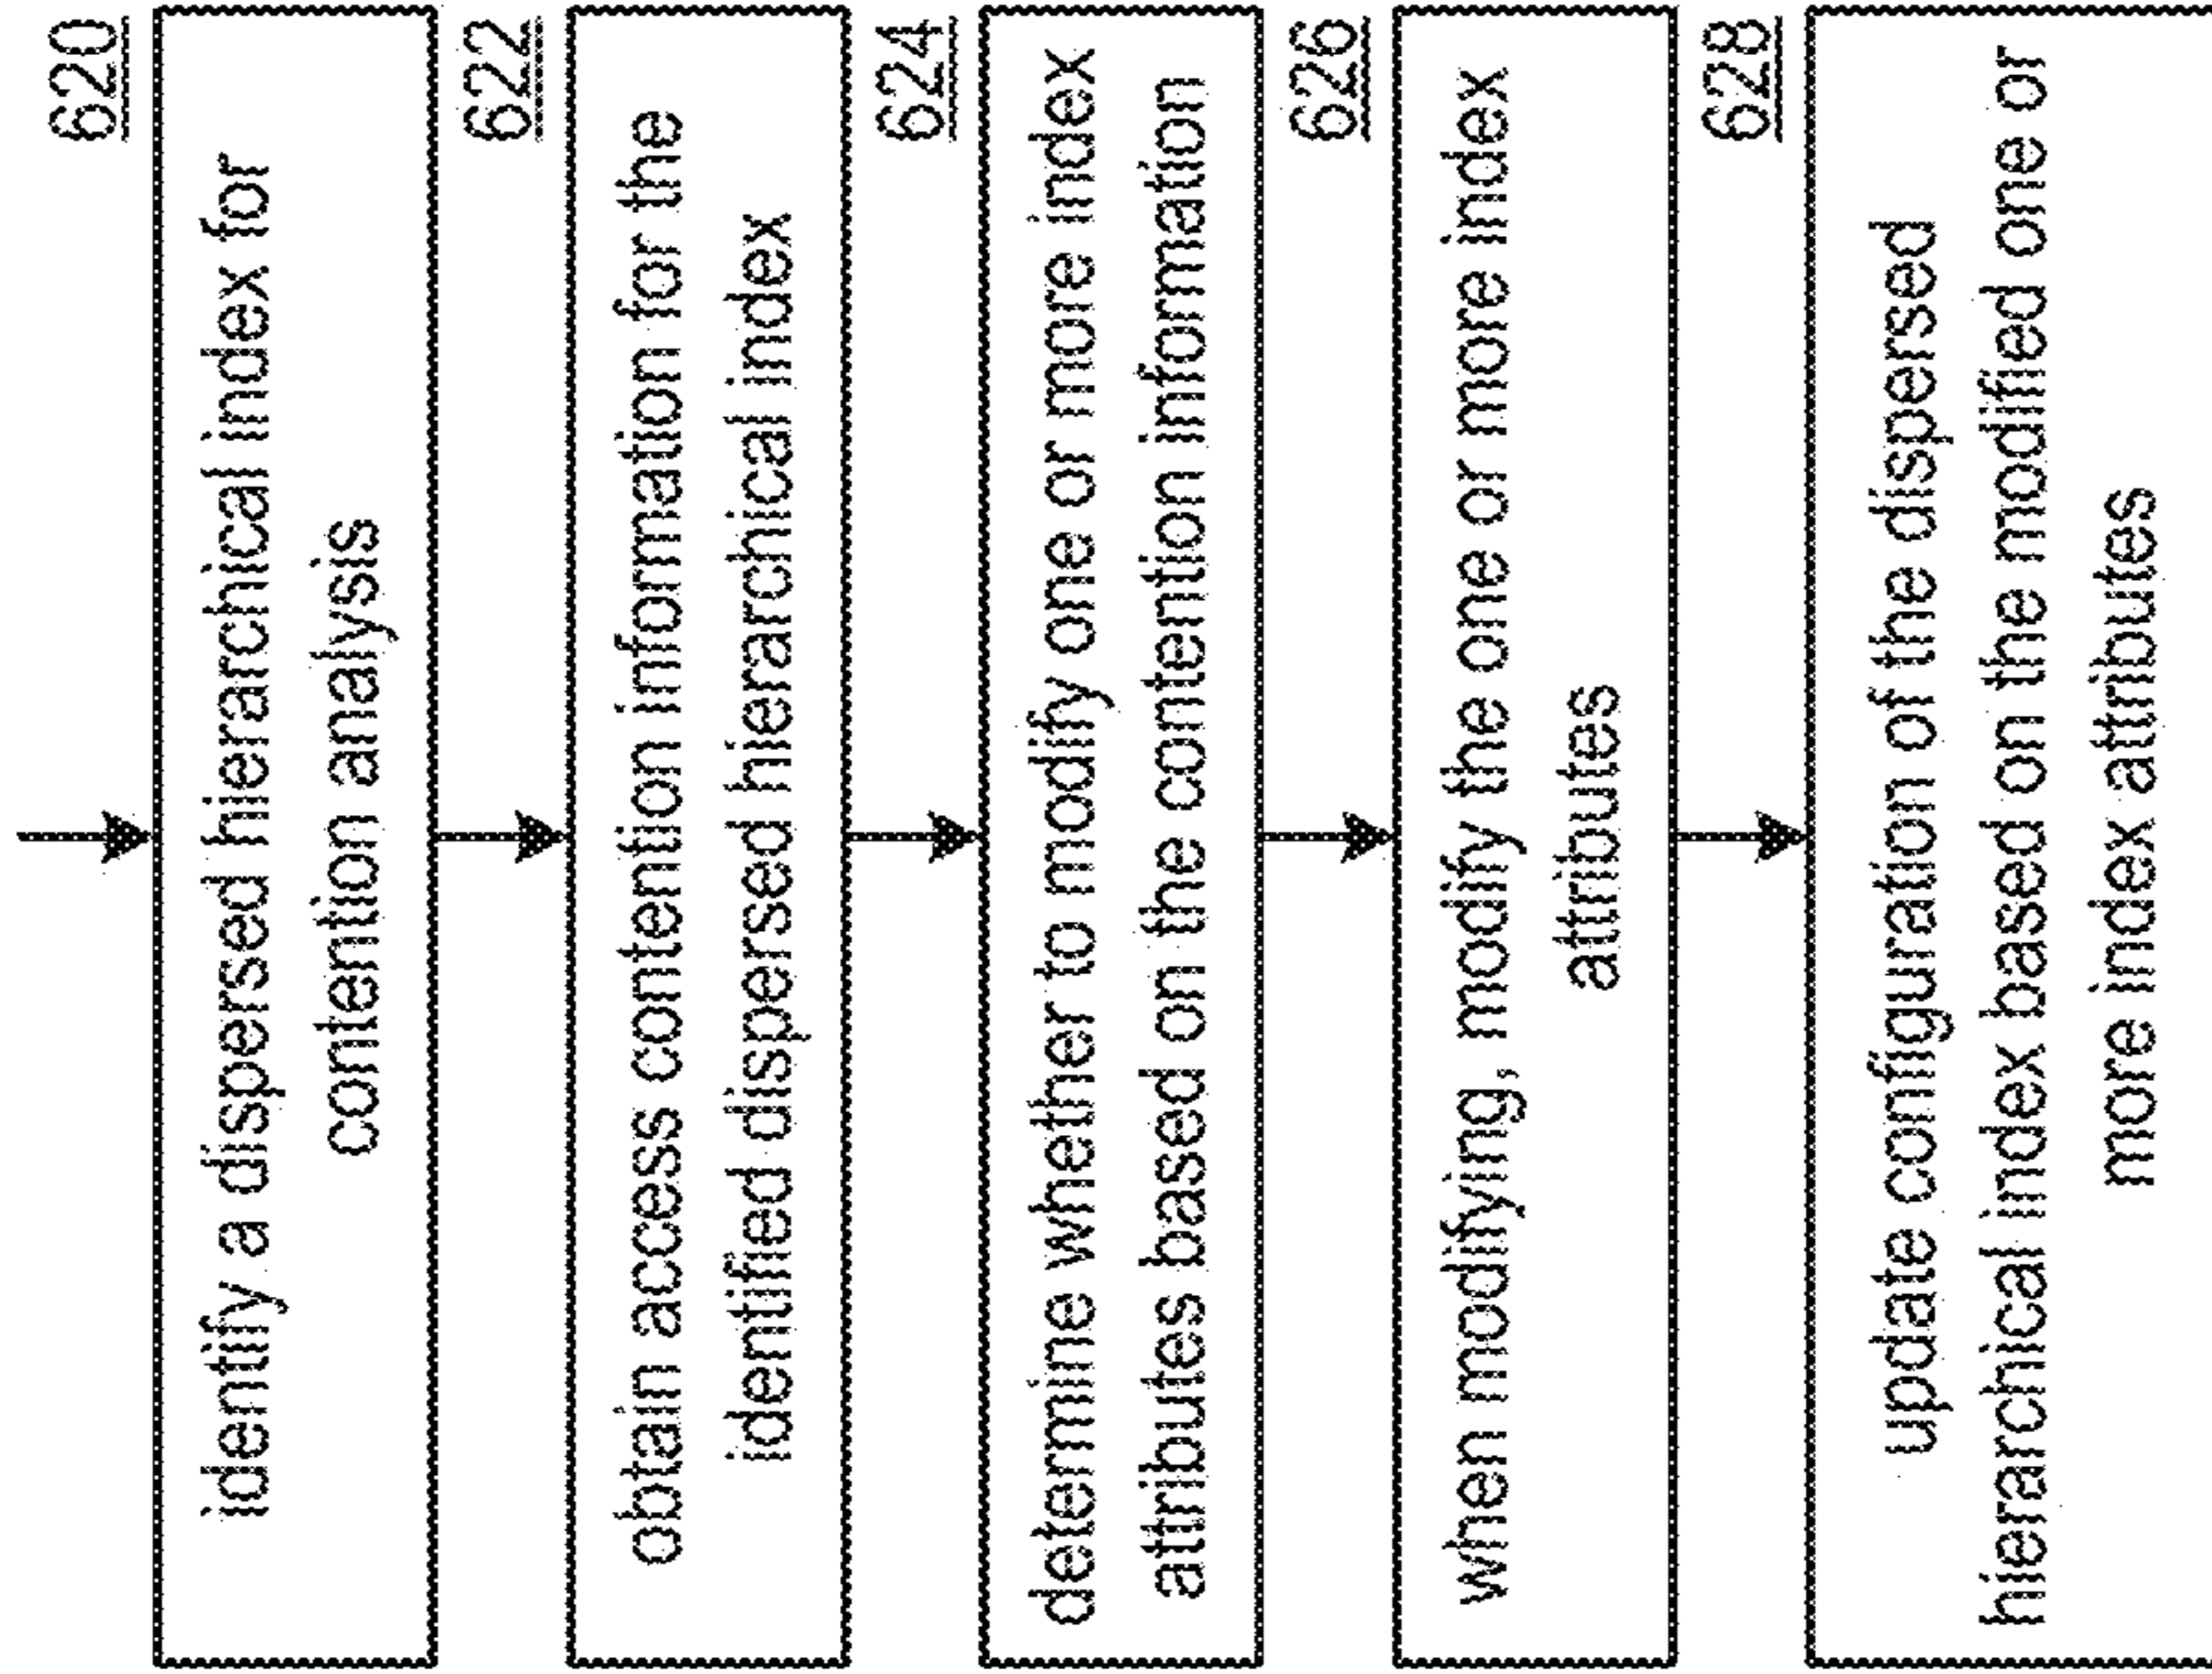 620
identify a dispersed hierarchical index for
contention analysis
622
obtain access contention information for the
identified dispersed hierarchical index
624
determine whether to modify one or more index
attributes based on the contention information
626
when modifying, modify the one or more index
attributes
628
update configuration of the dispersed
hierarchical index based on the modified one or
more index attributes